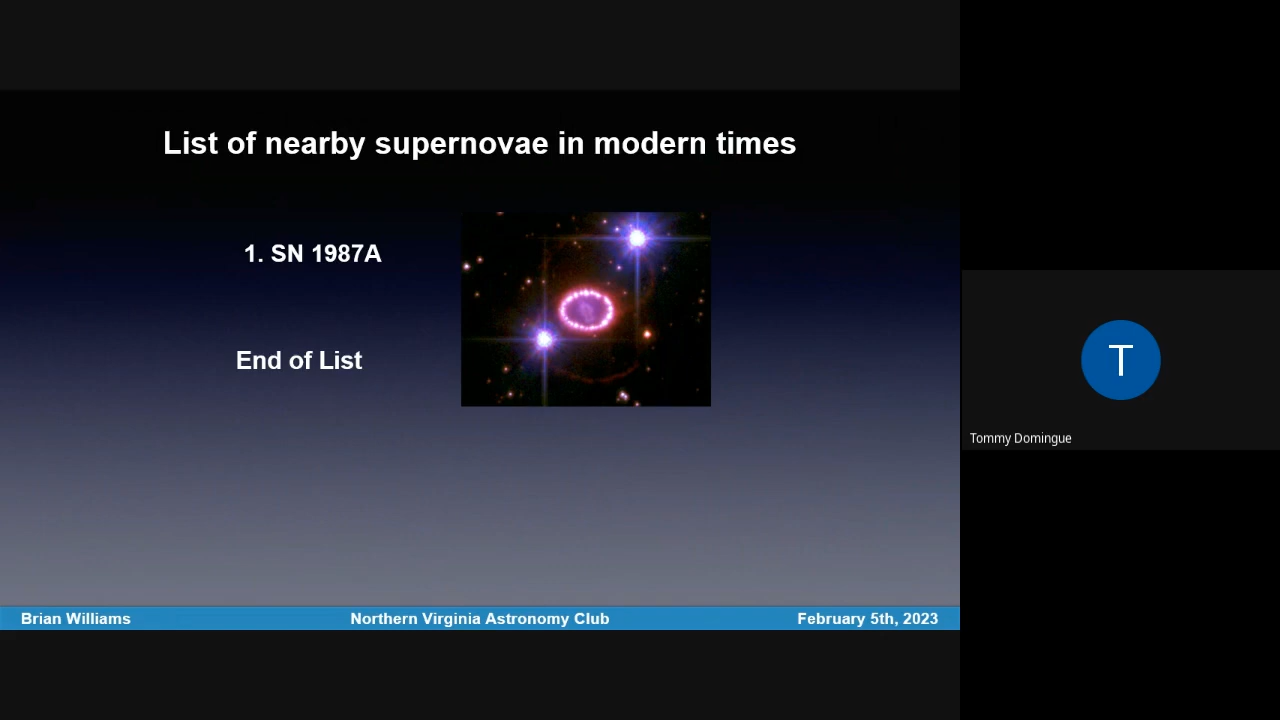 List of nearby supernovae in modern times
1. SN 1987A
End of List
Brian Williams
Northern Virginia Astronomy Club
February 5th, 2023
T
Tommy Domingue